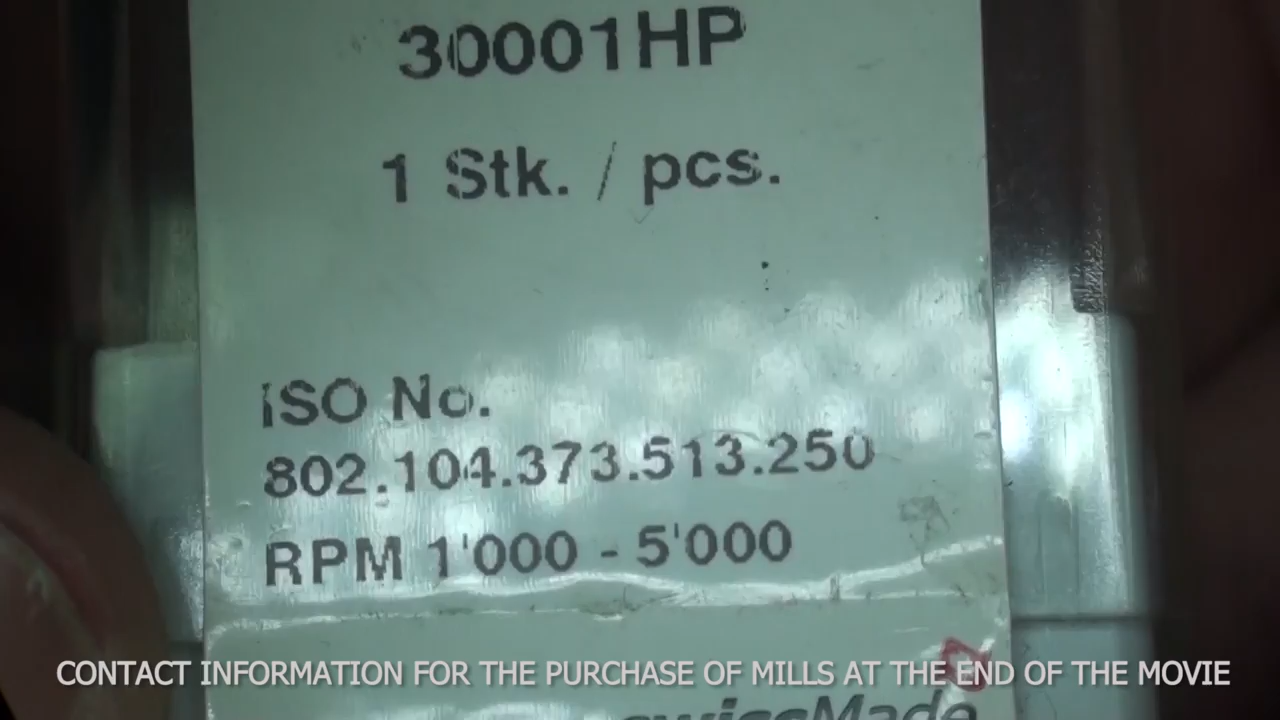 30001HP
1 Stk. / pcs.
ISO No.
802.104.373.513.250
RPM 1'000 - 5'000
CONTACT INFORMATION FOR THE PURCHASE OF MILLS AT THE END OF THE MOVIE
swissMade